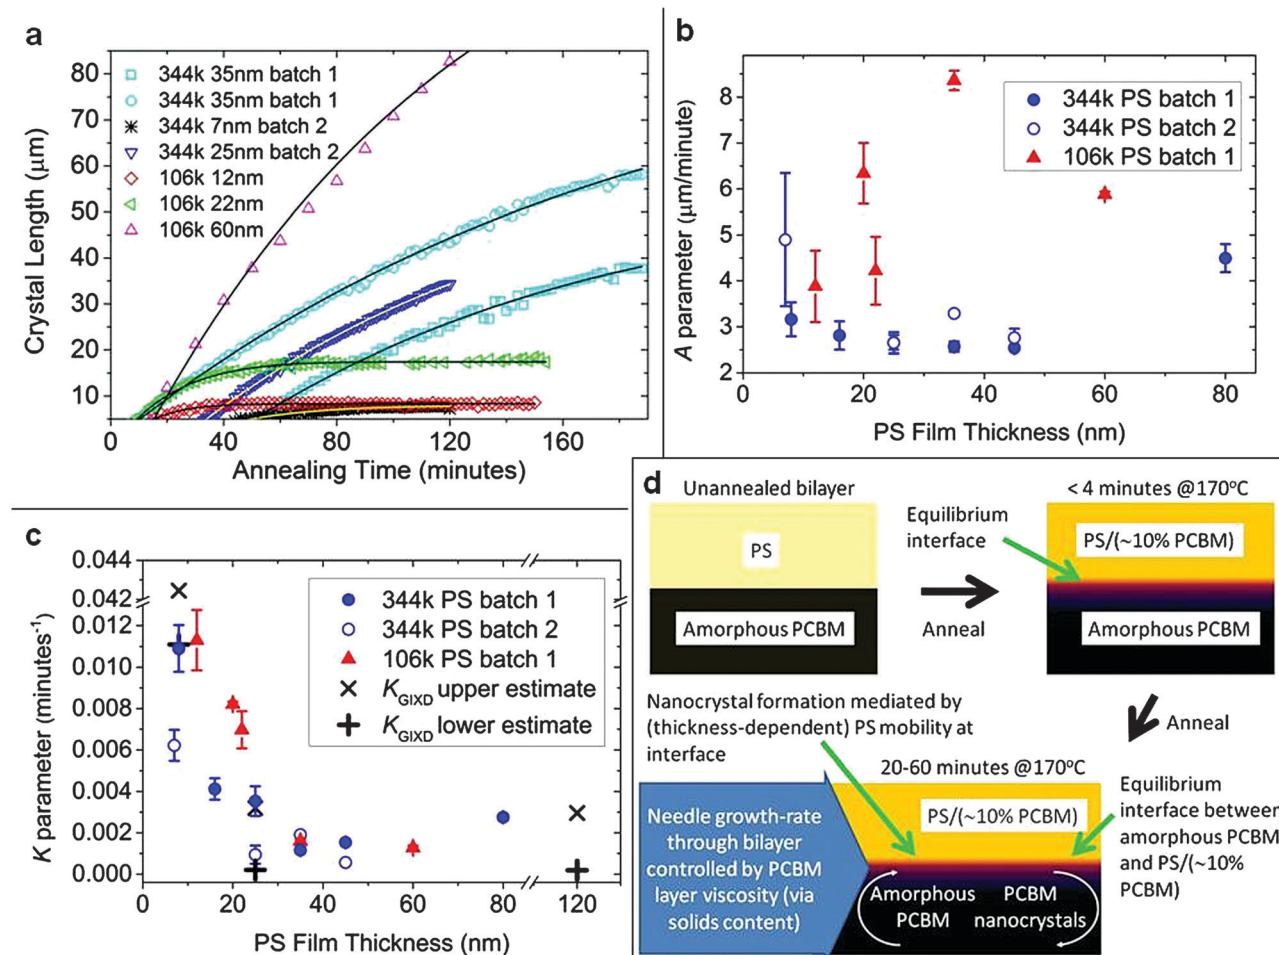 a
Crystal Length (μm)
80
70
60
50
40
30
20
10
344k 35nm batch 1
344k 35nm batch 1
344k 7nm batch 2
344k 25nm batch 2
106k 12nm
106k 22nm
106k 60nm
0 40 80 120 160
Annealing Time (minutes)
b
A parameter (μm/minute)
8
7
6
5
4
3
2
344k PS batch 1
344k PS batch 2
106k PS batch 1
0 20 40 60 80
PS Film Thickness (nm)
c
K parameter (minutes-1)
0.044
0.042
0.012
0.010
0.008
0.006
0.004
0.002
0.000
344k PS batch 1
344k PS batch 2
106k PS batch 1
KGIXD upper estimate
KGIXD lower estimate
0 20 40 60 80 120
PS Film Thickness (nm)
d
Unannealed bilayer
PS
Amorphous PCBM
Equilibrium
interface
Anneal
< 4 minutes @170°C
PS/(~10% PCBM)
Amorphous PCBM
Anneal
Nanocrystal formation mediated by
(thickness-dependent) PS mobility at
interface
20-60 minutes @170°C
Needle growth-rate
through bilayer
controlled by PCBM
layer viscosity (via
solids content)
PS/(~10% PCBM)
Amorphous
PCBM
PCBM
nanocrystals
Equilibrium
interface between
amorphous PCBM
and PS/(~10%
PCBM)